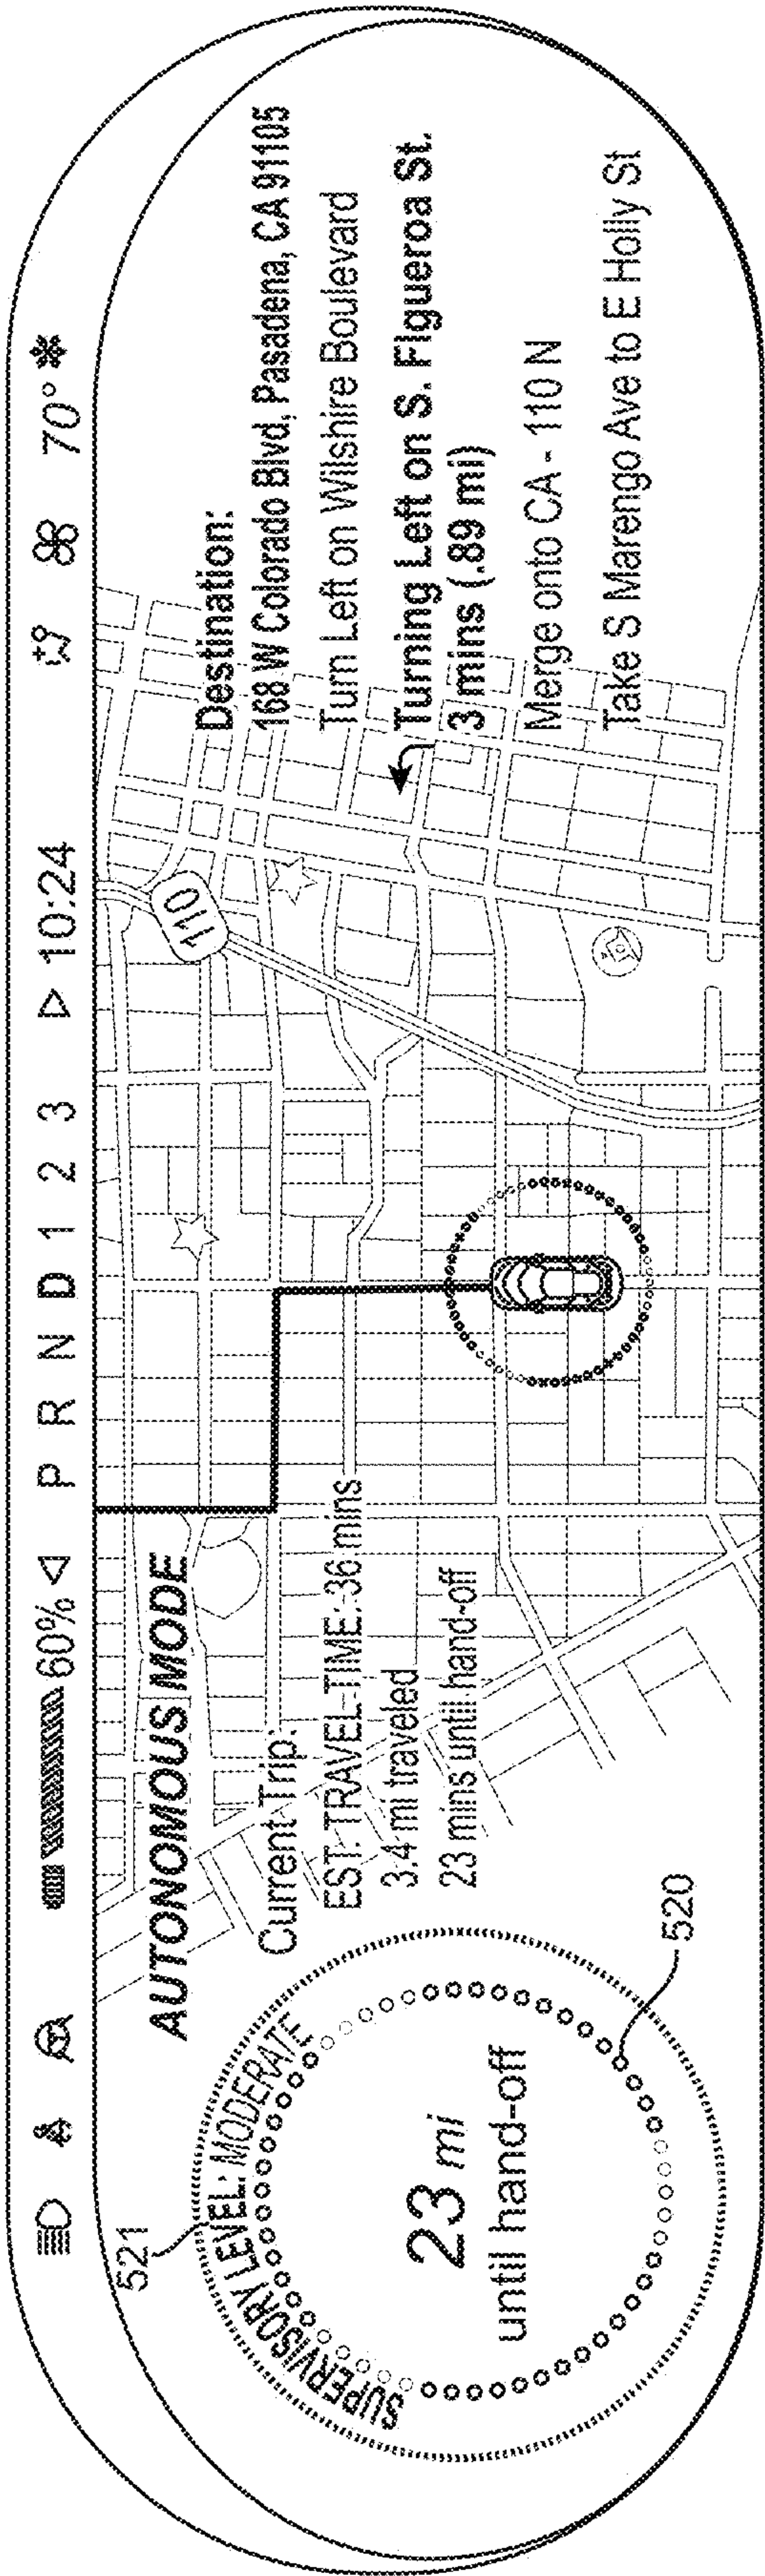 60% P R N D 1 2 3 10:24 70°
521
SUPERVISORY LEVEL: MODERATE
23 mi
until hand-off
520
AUTONOMOUS MODE
Current Trip:
EST. TRAVEL TIME: 36 mins
3.4 mi traveled
23 mins until hand-off
110
Destination:
168 W Colorado Blvd, Pasadena, CA 91105
Turn Left on Wilshire Boulevard
Turning Left on S. Figueroa St.
3 mins (.89 mi)
Merge onto CA - 110 N
Take S Marengo Ave to E Holly St